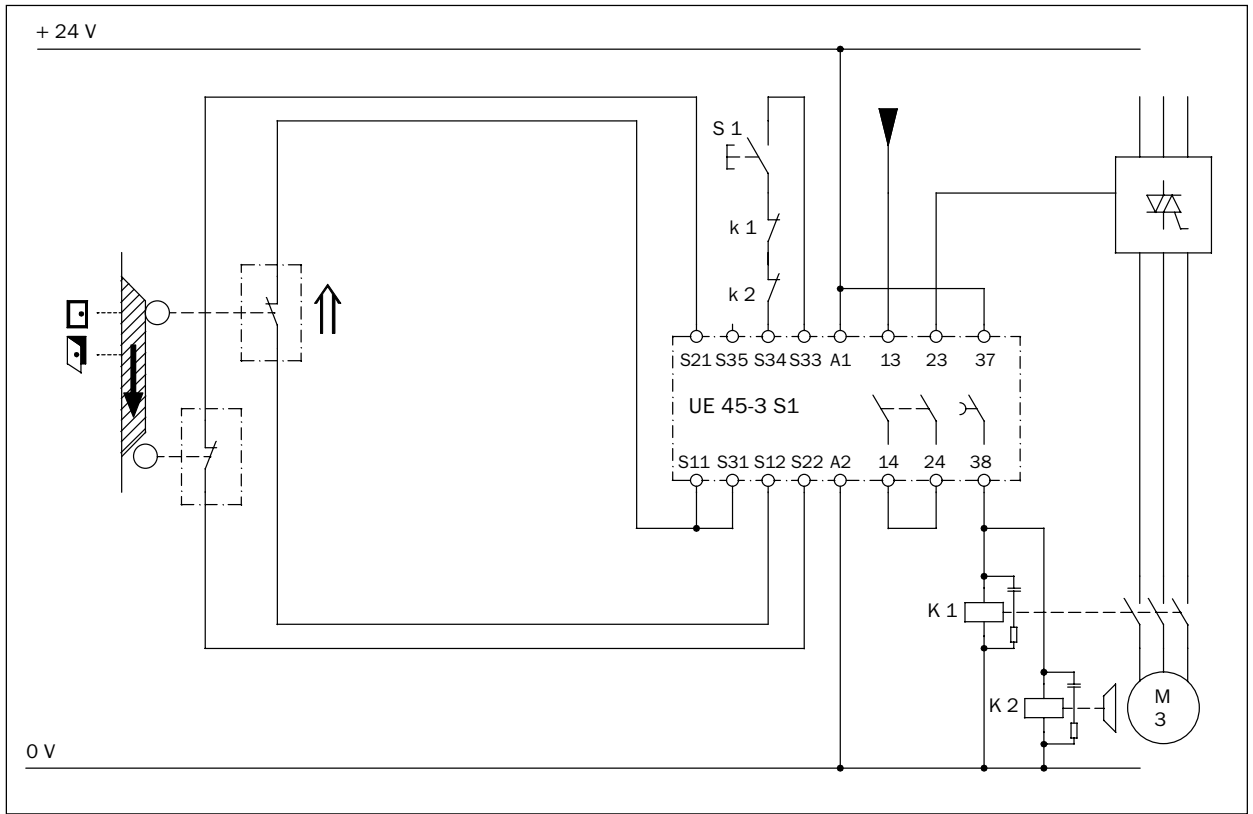 + 24 V
S 1
k 1
k 2
S21 S35 S34 S33 A1 13 23 37
UE 45-3 S1
S11 S31 S12 S22 A2 14 24 38
K 1
K 2
M
3
0 V